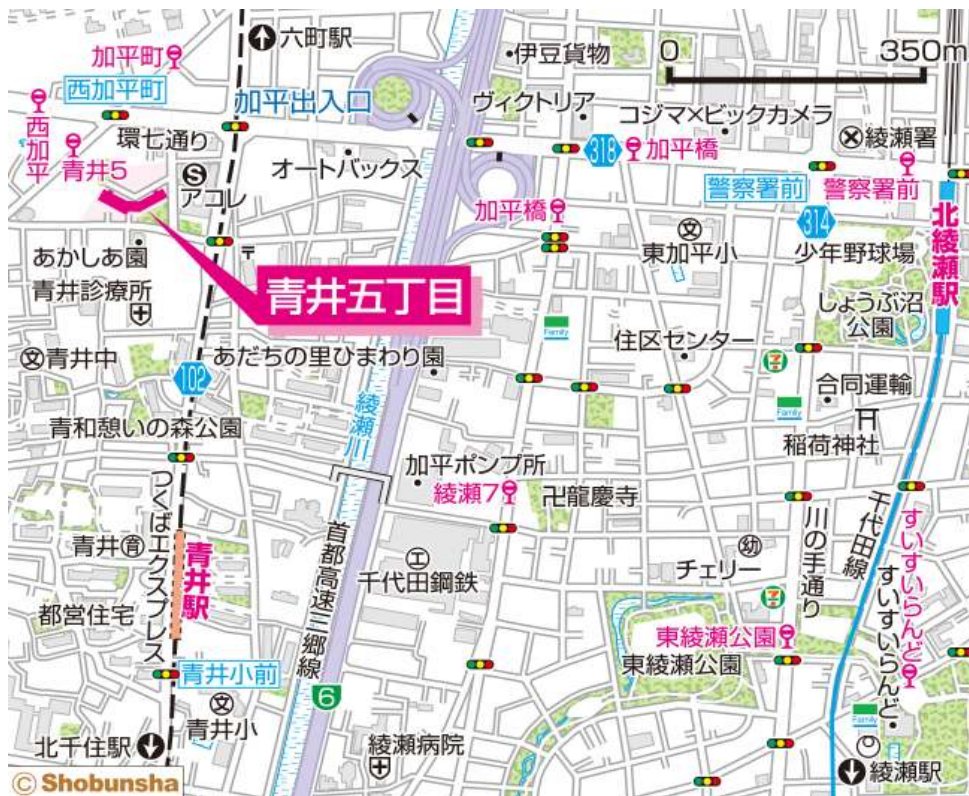 六町駅
加平町
西加平町
伊豆貨物
0 350m
加平出入口
ヴィクトリア
コジマ×ビックカメラ
西加平
環七通り
青井5
オートバックス
318
加平橋
綾瀬署
S
アコレ
警察署前
警察署前
加平橋
314
東加平小
少年野球場
北綾瀬駅
あかしあ園
青井診療所
青井五丁目
しょうぶ沼
公園
Family
住区センター
青井中
あだちの里ひまわり園
102
綾瀬川
合同運輸
Family
青和憩いの森公園
稲荷神社
加平ポンプ所
綾瀬7
卍龍慶寺
つくばエクスプレス
青井
青井駅
首都高速三郷線
千代田鋼鉄
チェリー
川の手通り
千代田線
すいすいらんど
すいすいらんど
都営住宅
東綾瀬公園
東綾瀬公園
青井小前
6
青井小
Family
北千住駅
綾瀬病院
綾瀬駅
© Shobunsha